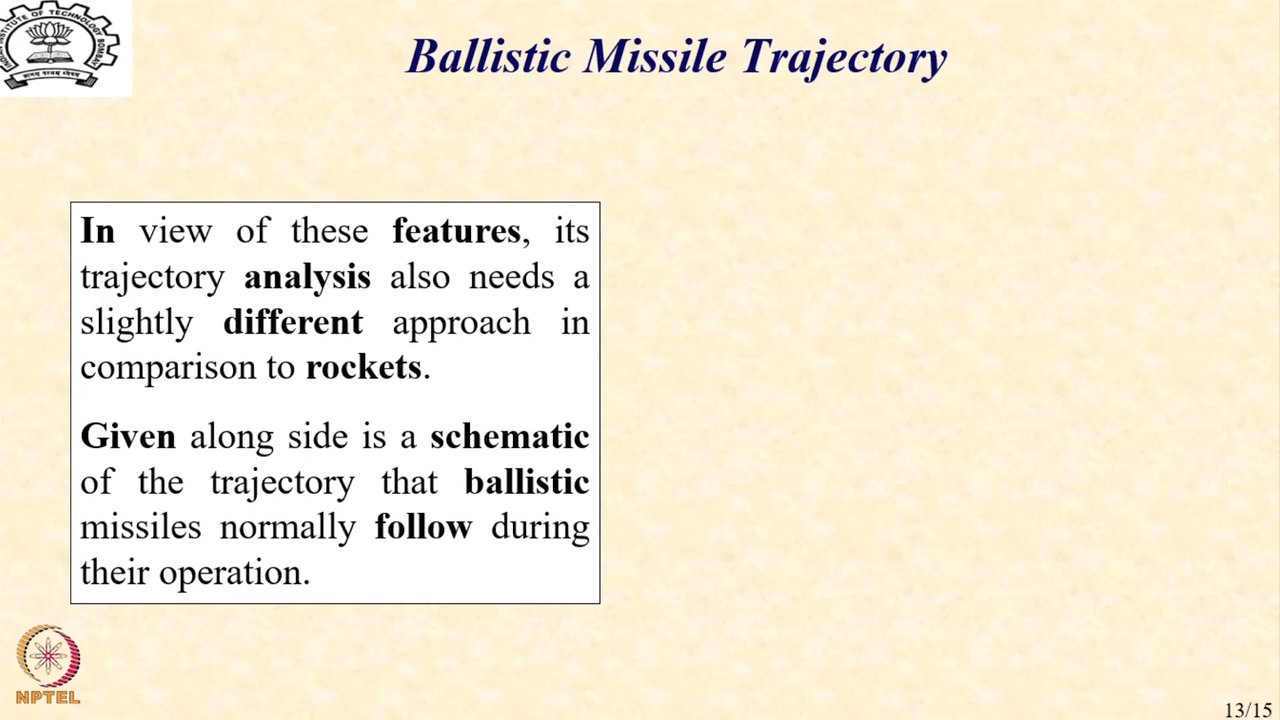 Ballistic Missile Trajectory
In view of these features, its
trajectory analysis also needs a
slightly different approach in
comparison to rockets.
Given along side is a schematic
of the trajectory that ballistic
missiles normally follow during
their operation.
NPTEL
13/15